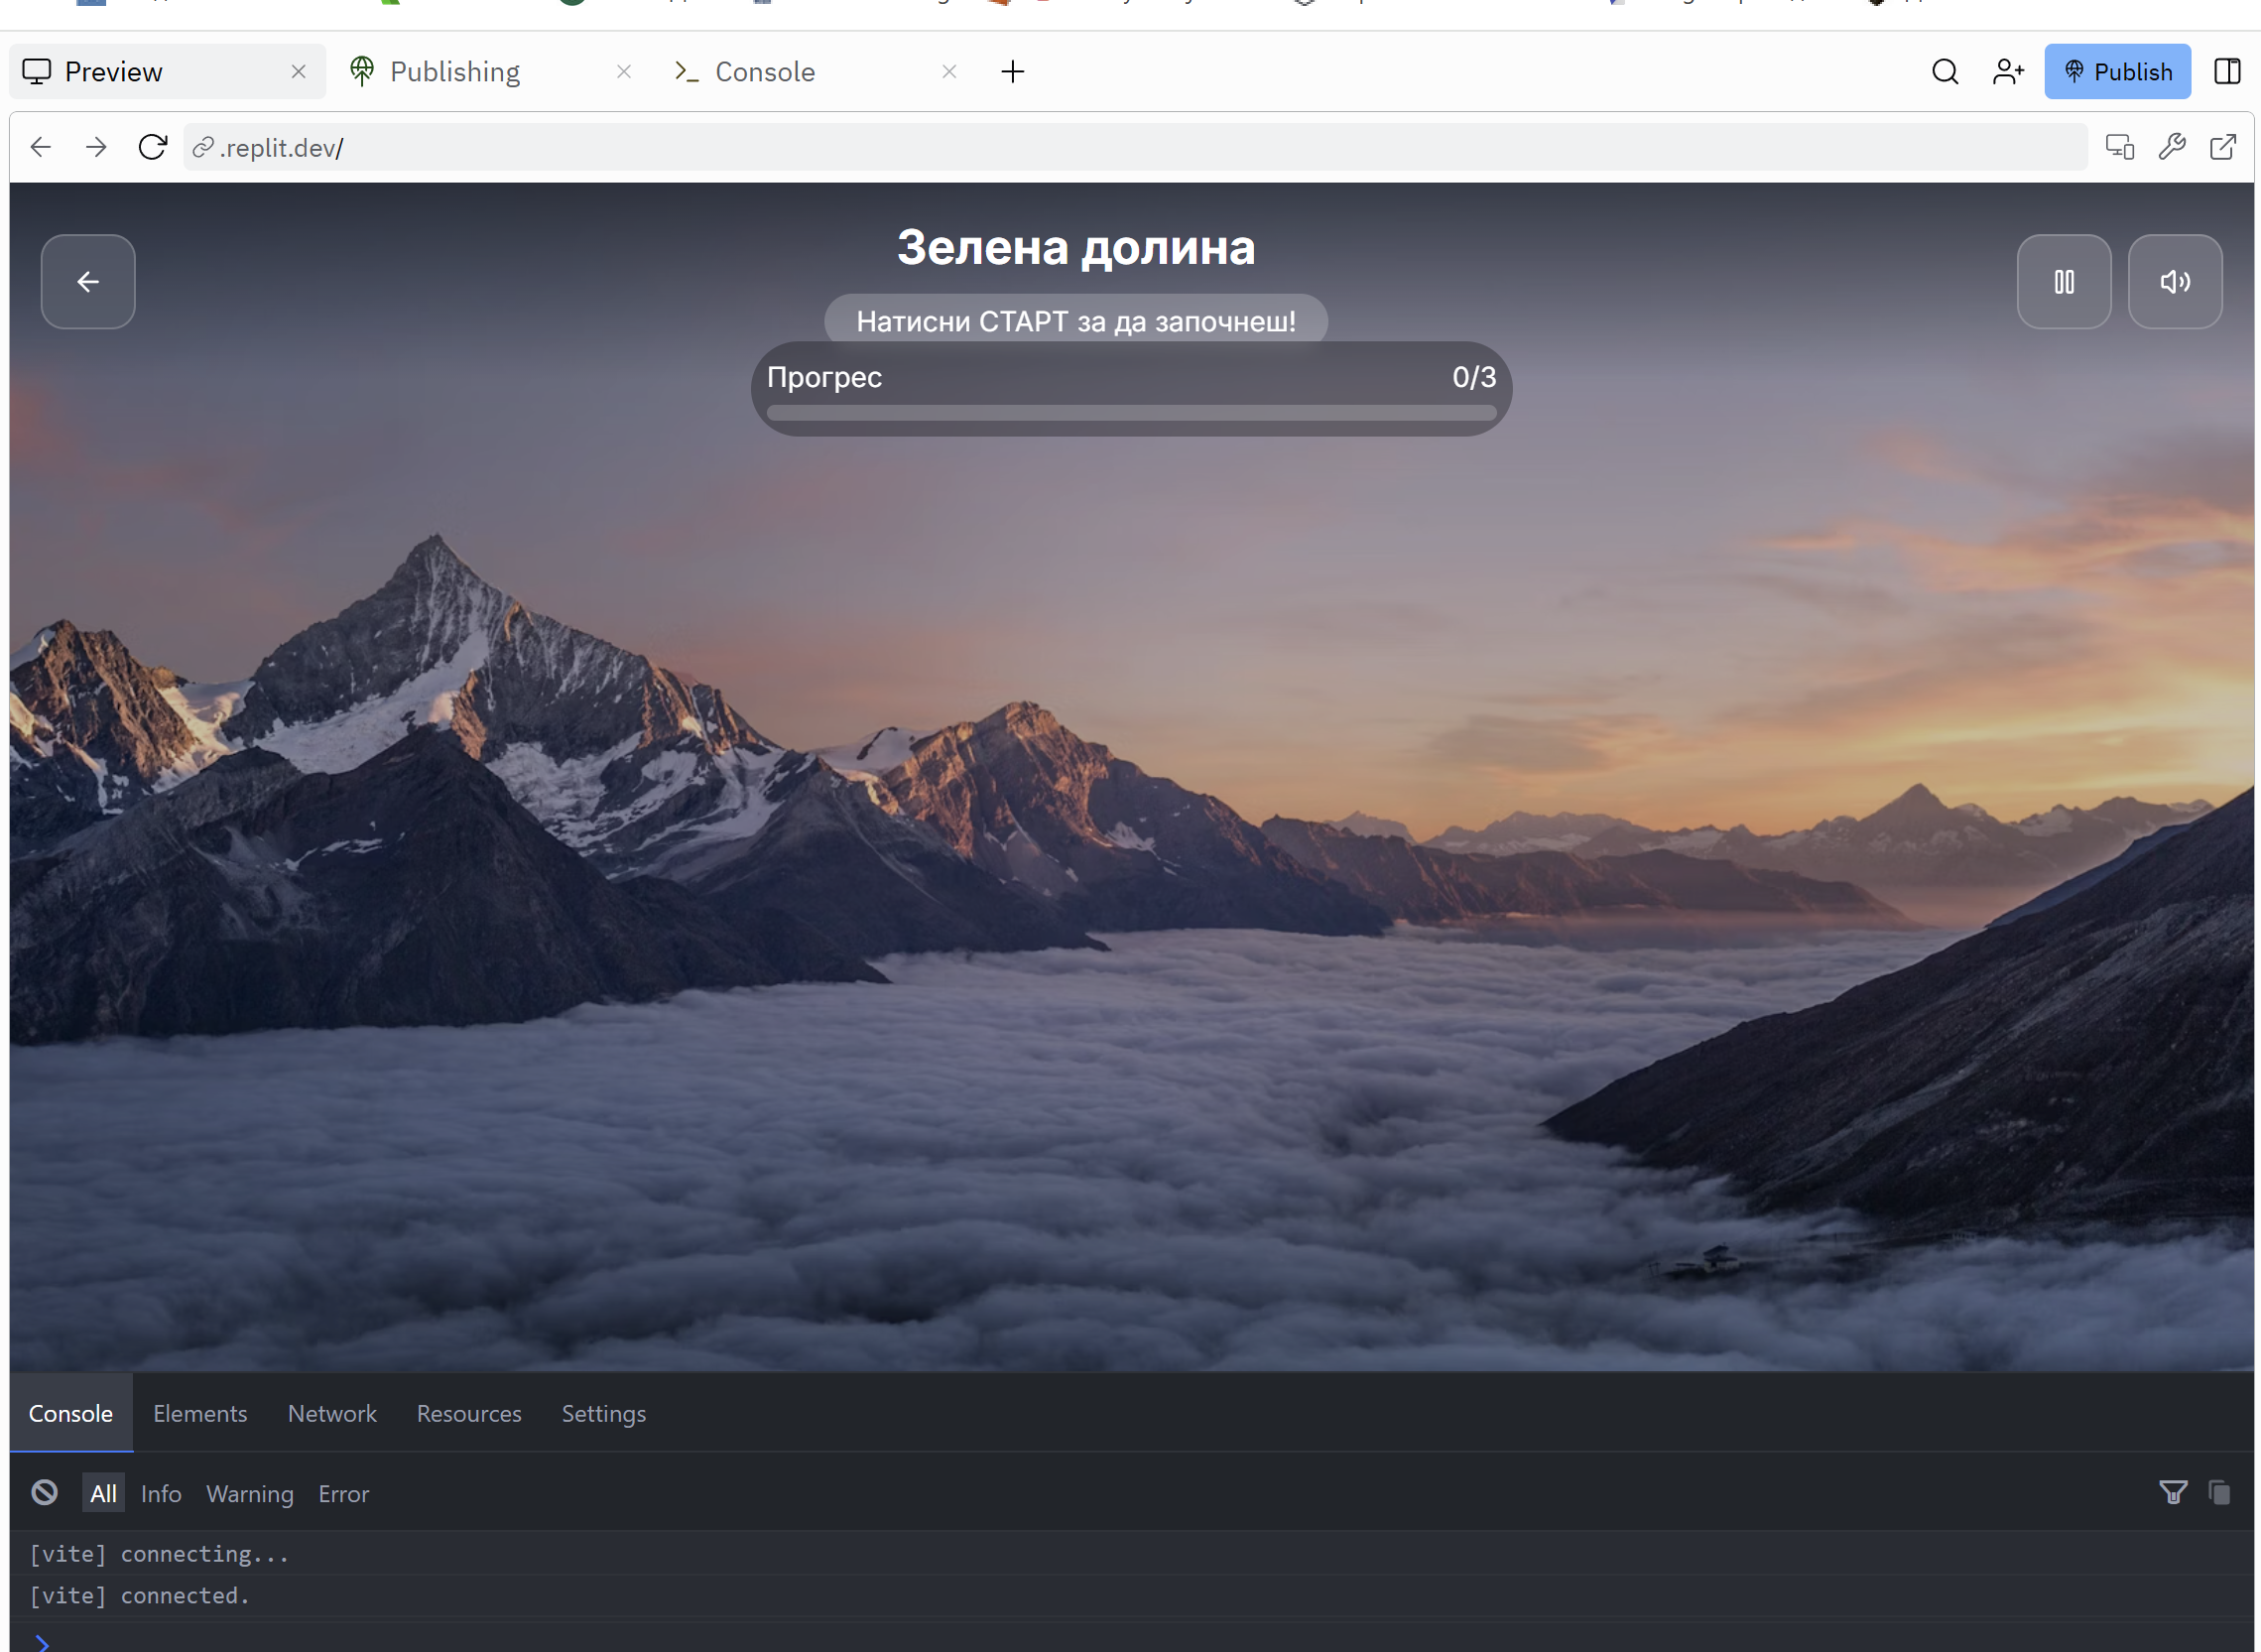 Preview
Publishing
Console
Publish
.replit.dev/
Зелена долина
Натисни СТАРТ за да започнеш!
Прогрес 0/3
Console Elements Network Resources Settings
All Info Warning Error
[vite] connecting...
[vite] connected.